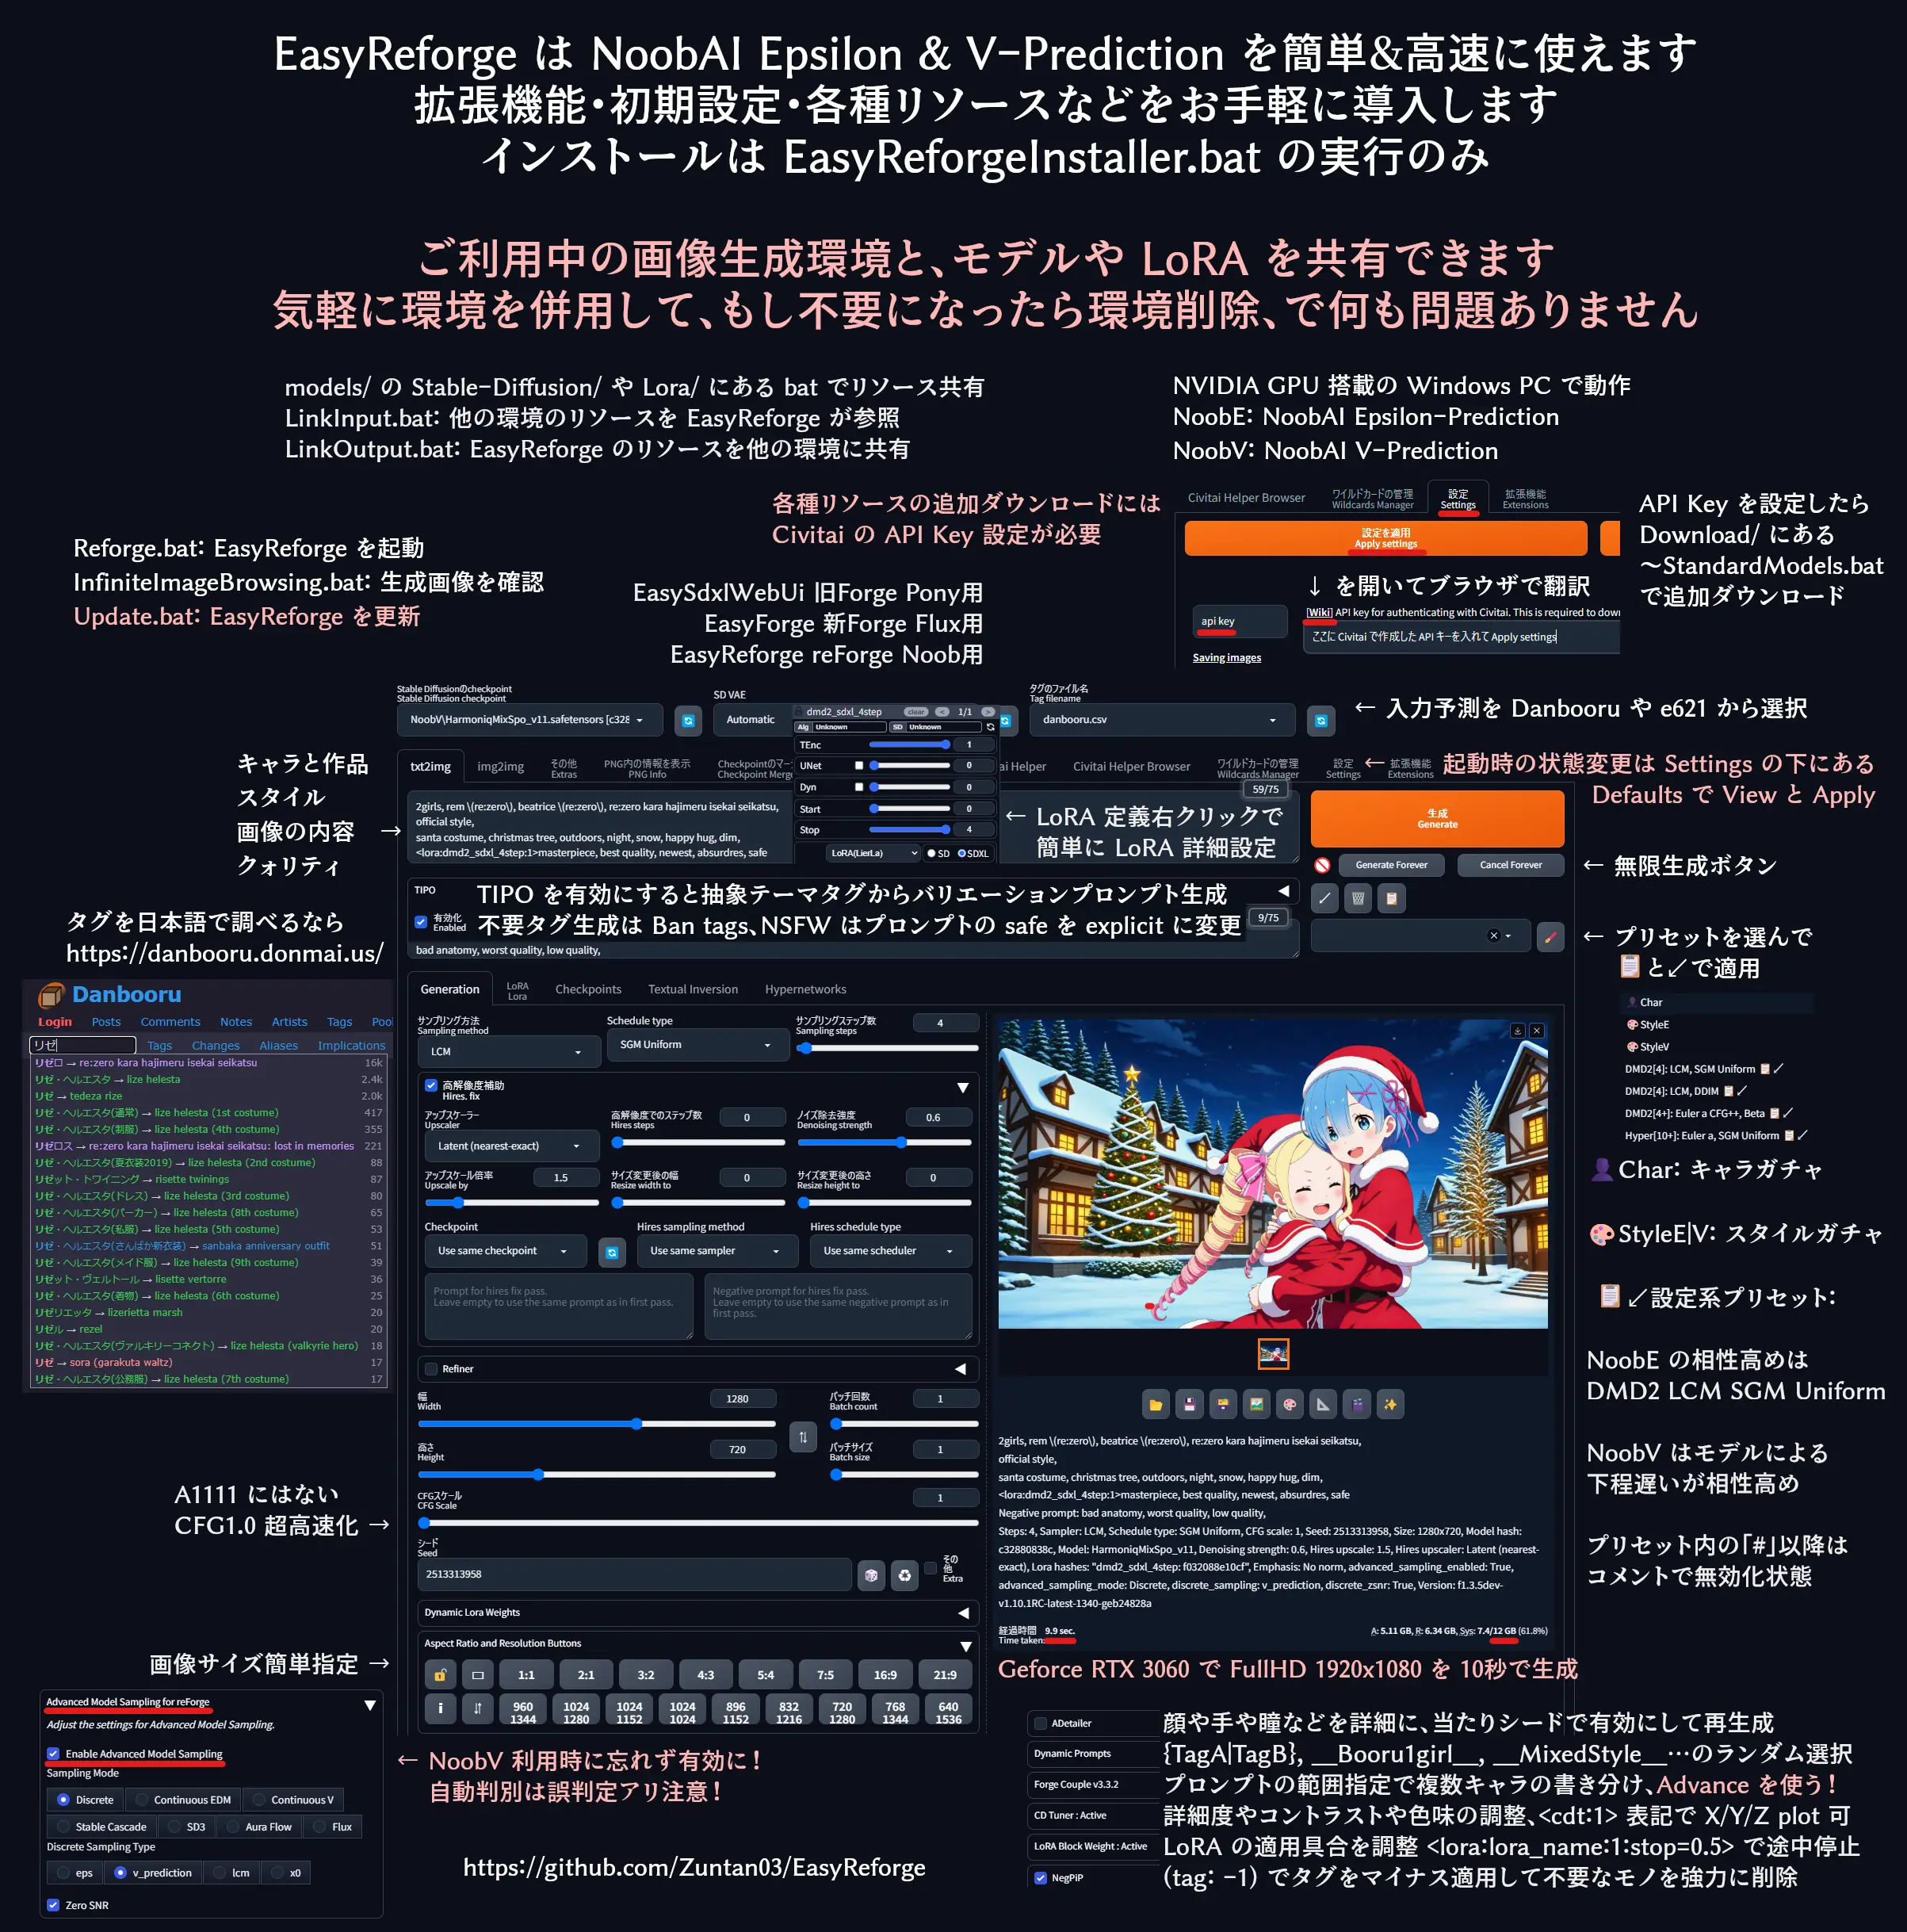 EasyReforge は NoobAI Epsilon & V-Prediction を簡単&高速に使えます
拡張機能・初期設定・各種リソースなどをお手軽に導入します
インストールは EasyReforgeInstaller.bat の実行のみ
ご利用中の画像生成環境と、モデルや LoRA を共有できます
気軽に環境を併用して、もし不要になったら環境削除、で何も問題ありません
models/ の Stable-Diffusion/ や Lora/ にある bat でリソース共有
LinkInput.bat: 他の環境のリソースを EasyReforge が参照
LinkOutput.bat: EasyReforge のリソースを他の環境に共有
NVIDIA GPU 搭載の Windows PC で動作
NoobE: NoobAI Epsilon-Prediction
NoobV: NoobAI V-Prediction
各種リソースの追加ダウンロードには
Civitai の API Key 設定が必要
Civitai Helper Browser
ワイルドカードの管理
Wildcards Manager
設定
Settings
拡張機能
Extensions
設定を適用
Apply settings
↓ を開いてブラウザで翻訳
[Wiki] API key for authenticating with Civitai. This is required to down
api key
ここに Civitai で作成した API キーを入れて Apply settings
Saving images
API Key を設定したら
Download/ にある
～StandardModels.bat
で追加ダウンロード
Reforge.bat: EasyReforge を起動
InfiniteImageBrowsing.bat: 生成画像を確認
Update.bat: EasyReforge を更新
EasySdxlWebUi 旧Forge Pony用
EasyForge 新Forge Flux用
EasyReforge reForge Noob用
Stable Diffusionのcheckpoint
Stable Diffusion checkpoint
NoobV\HarmoniqMixSpo_v11.safetensors [c328
SD VAE
Automatic
タグのファイル名
Tag filename
danbooru.csv
← 入力予測を Danbooru や e621 から選択
dmd2_sdxl_4step clear < 1/1 >
Alg Unknown SD Unknown
TEnc 1
UNet 0
Dyn 0
Start 0
Stop 4
LoRA(LierLa) SD SDXL
txt2img
img2img
その他
Extras
PNG内の情報を表示
PNG Info
Checkpointのマー
Checkpoint Merge
ai Helper
Civitai Helper Browser
ワイルドカードの管理
Wildcards Manager
設定
Settings
拡張機能
Extensions
← 起動時の状態変更は Settings の下にある
Defaults で View と Apply
キャラと作品
スタイル
画像の内容 →
クォリティ
2girls, rem \(re:zero\), beatrice \(re:zero\), re:zero kara hajimeru isekai seikatsu,
official style,
santa costume, christmas tree, outdoors, night, snow, happy hug, dim,
<lora:dmd2_sdxl_4step:1>masterpiece, best quality, newest, absurdres, safe
59/75
← LoRA 定義右クリックで
簡単に LoRA 詳細設定
生成
Generate
Generate Forever
Cancel Forever
← 無限生成ボタン
TIPO
有効化
Enabled
TIPO を有効にすると抽象テーマタグからバリエーションプロンプト生成
不要タグ生成は Ban tags、NSFW はプロンプトの safe を explicit に変更
9/75
bad anatomy, worst quality, low quality,
← プリセットを選んで
📋と↙で適用
タグを日本語で調べるなら
https://danbooru.donmai.us/
Danbooru
Login Posts Comments Notes Artists Tags Pool
リゼ Tags Changes Aliases Implications
リゼロ → re:zero kara hajimeru isekai seikatsu 16k
リゼ・ヘルエスタ → lize helesta 2.4k
リゼ → tedeza rize 2.0k
リゼ・ヘルエスタ(通常) → lize helesta (1st costume) 417
リゼ・ヘルエスタ(制服) → lize helesta (4th costume) 355
リゼロス → re:zero kara hajimeru isekai seikatsu: lost in memories 221
リゼ・ヘルエスタ(夏衣装2019) → lize helesta (2nd costume) 88
リゼット・トワイニング → risette twinings 87
リゼ・ヘルエスタ(ドレス) → lize helesta (3rd costume) 80
リゼ・ヘルエスタ(パーカー) → lize helesta (8th costume) 65
リゼ・ヘルエスタ(私服) → lize helesta (5th costume) 53
リゼ・ヘルエスタ(さんばか新衣装) → sanbaka anniversary outfit 51
リゼ・ヘルエスタ(メイド服) → lize helesta (9th costume) 39
リゼット・ヴェルトール → lisette vertorre 36
リゼ・ヘルエスタ(着物) → lize helesta (6th costume) 25
リゼリエッタ → lizerietta marsh 20
リゼル → rezel 20
リゼ・ヘルエスタ(ヴァルキリーコネクト) → lize helesta (valkyrie hero) 18
リゼ → sora (garakuta waltz) 17
リゼ・ヘルエスタ(公務服) → lize helesta (7th costume) 17
Generation
LoRA
Lora
Checkpoints
Textual Inversion
Hypernetworks
サンプリング方法
Sampling method
LCM
Schedule type
SGM Uniform
サンプリングステップ数
Sampling steps
4
高解像度補助
Hires. fix
アップスケーラー
Upscaler
Latent (nearest-exact)
高解像度でのステップ数
Hires steps
0
ノイズ除去強度
Denoising strength
0.6
アップスケール倍率
Upscale by
1.5
サイズ変更後の幅
Resize width to
0
サイズ変更後の高さ
Resize height to
0
Checkpoint
Use same checkpoint
Hires sampling method
Use same sampler
Hires schedule type
Use same scheduler
Prompt for hires fix pass.
Leave empty to use the same prompt as in first pass.
Negative prompt for hires fix pass.
Leave empty to use the same negative prompt as in
first pass.
Refiner
幅
Width
1280
バッチ回数
Batch count
1
高さ
Height
720
バッチサイズ
Batch size
1
CFGスケール
CFG Scale
1
シード
Seed
2513313958
その
他
Extra
Dynamic Lora Weights
Aspect Ratio and Resolution Buttons
1:1 2:1 3:2 4:3 5:4 7:5 16:9 21:9
960 1024 1024 1024 896 832 720 768 640
1344 1280 1152 1024 1152 1216 1280 1344 1536
A1111 にはない
CFG1.0 超高速化 →
画像サイズ簡単指定 →
Char
StyleE
StyleV
DMD2[4]: LCM, SGM Uniform 📋↙
DMD2[4]: LCM, DDIM 📋↙
DMD2[4+]: Euler a CFG++, Beta 📋↙
Hyper[10+]: Euler a, SGM Uniform 📋↙
Char: キャラガチャ
StyleE|V: スタイルガチャ
📋↙設定系プリセット:
NoobE の相性高めは
DMD2 LCM SGM Uniform
NoobV はモデルによる
下程遅いが相性高め
プリセット内の「#」以降は
コメントで無効化状態
2girls, rem \(re:zero\), beatrice \(re:zero\), re:zero kara hajimeru isekai seikatsu,
official style,
santa costume, christmas tree, outdoors, night, snow, happy hug, dim,
<lora:dmd2_sdxl_4step:1>masterpiece, best quality, newest, absurdres, safe
Negative prompt: bad anatomy, worst quality, low quality,
Steps: 4, Sampler: LCM, Schedule type: SGM Uniform, CFG scale: 1, Seed: 2513313958, Size: 1280x720, Model hash:
c32880838c, Model: HarmoniqMixSpo_v11, Denoising strength: 0.6, Hires upscale: 1.5, Hires upscaler: Latent (nearest-
exact), Lora hashes: "dmd2_sdxl_4step: f032088e10cf", Emphasis: No norm, advanced_sampling_enabled: True,
advanced_sampling_mode: Discrete, discrete_sampling: v_prediction, discrete_zsnr: True, Version: f1.3.5dev-
v1.10.1RC-latest-1340-geb24828a
経過時間 9.9 sec.
Time taken:
A: 5.11 GB, R: 6.34 GB, Sys: 7.4/12 GB (61.8%)
Geforce RTX 3060 で FullHD 1920x1080 を 10秒で生成
Advanced Model Sampling for reForge
Adjust the settings for Advanced Model Sampling.
Enable Advanced Model Sampling
Sampling Mode
Discrete Continuous EDM Continuous V
Stable Cascade SD3 Aura Flow Flux
Discrete Sampling Type
eps v_prediction lcm x0
Zero SNR
← NoobV 利用時に忘れず有効に!
自動判別は誤判定アリ注意!
https://github.com/Zuntan03/EasyReforge
ADetailer 顔や手や瞳などを詳細に、当たりシードで有効にして再生成
Dynamic Prompts {TagA|TagB}, __Booru1girl__, __MixedStyle__…のランダム選択
Forge Couple v3.3.2 プロンプトの範囲指定で複数キャラの書き分け、Advance を使う!
CD Tuner : Active 詳細度やコントラストや色味の調整、<cdt:1> 表記で X/Y/Z plot 可
LoRA Block Weight : Active LoRA の適用具合を調整 <lora:lora_name:1:stop=0.5> で途中停止
NegPiP (tag: -1) でタグをマイナス適用して不要なモノを強力に削除